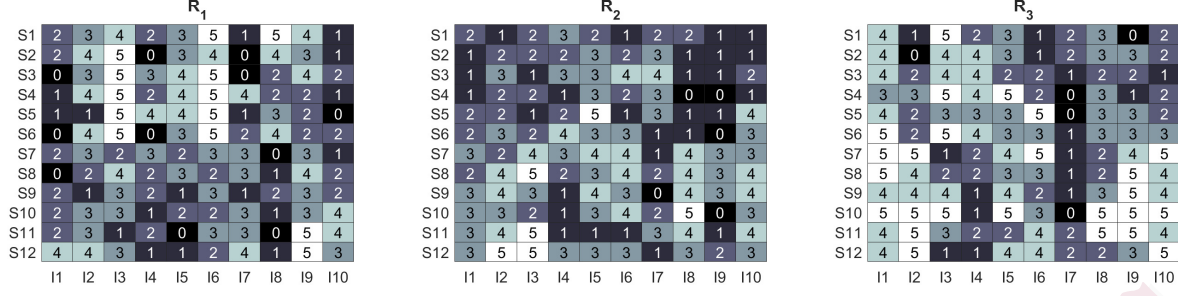 R1 R2 R3
S1 2 3 4 2 3 5 1 5 4 1 S1 2 1 2 3 2 1 2 2 1 1 S1 4 1 5 2 3 1 2 3 0 2
S2 2 4 5 0 3 4 0 4 3 1 S2 1 2 2 2 3 2 3 1 1 1 S2 4 0 4 4 3 1 2 3 3 2
S3 0 3 5 3 4 5 0 2 4 2 S3 1 3 1 3 3 4 4 1 1 2 S3 4 2 4 4 2 2 1 2 2 1
S4 1 4 5 2 4 5 4 2 2 1 S4 1 2 2 1 3 2 3 0 0 1 S4 3 3 5 4 5 2 0 3 1 2
S5 1 1 5 4 4 5 1 3 2 0 S5 2 2 1 2 5 1 3 1 1 4 S5 4 2 3 3 3 5 0 3 3 2
S6 0 4 5 0 3 5 2 4 2 2 S6 2 3 2 4 3 3 1 1 0 3 S6 5 2 5 4 3 3 1 3 3 3
S7 2 3 2 3 2 3 3 0 3 1 S7 3 2 4 3 4 4 1 4 3 3 S7 5 5 1 2 4 5 1 2 4 5
S8 0 2 4 2 3 2 3 1 4 2 S8 2 4 5 2 3 4 2 4 3 4 S8 5 4 2 2 3 3 1 2 5 4
S9 2 1 3 2 1 3 1 2 3 2 S9 3 4 3 1 4 3 0 4 3 4 S9 4 4 4 1 4 2 1 3 5 4
S10 2 3 3 1 2 2 3 1 3 4 S10 3 3 2 1 3 4 2 5 0 3 S10 5 5 5 1 5 3 0 5 5 5
S11 2 3 1 2 0 3 3 0 5 4 S11 3 4 5 1 1 1 3 4 1 4 S11 4 5 3 2 2 4 2 4 5 4
S12 4 4 3 1 1 2 4 1 5 3 S12 2 5 5 3 3 3 1 3 2 3 S12 4 5 1 1 4 4 2 2 3 5
I1 I2 I3 I4 I5 I6 I7 I8 I9 I10 I1 I2 I3 I4 I5 I6 I7 I8 I9 I10 I1 I2 I3 I4 I5 I6 I7 I8 I9 I10